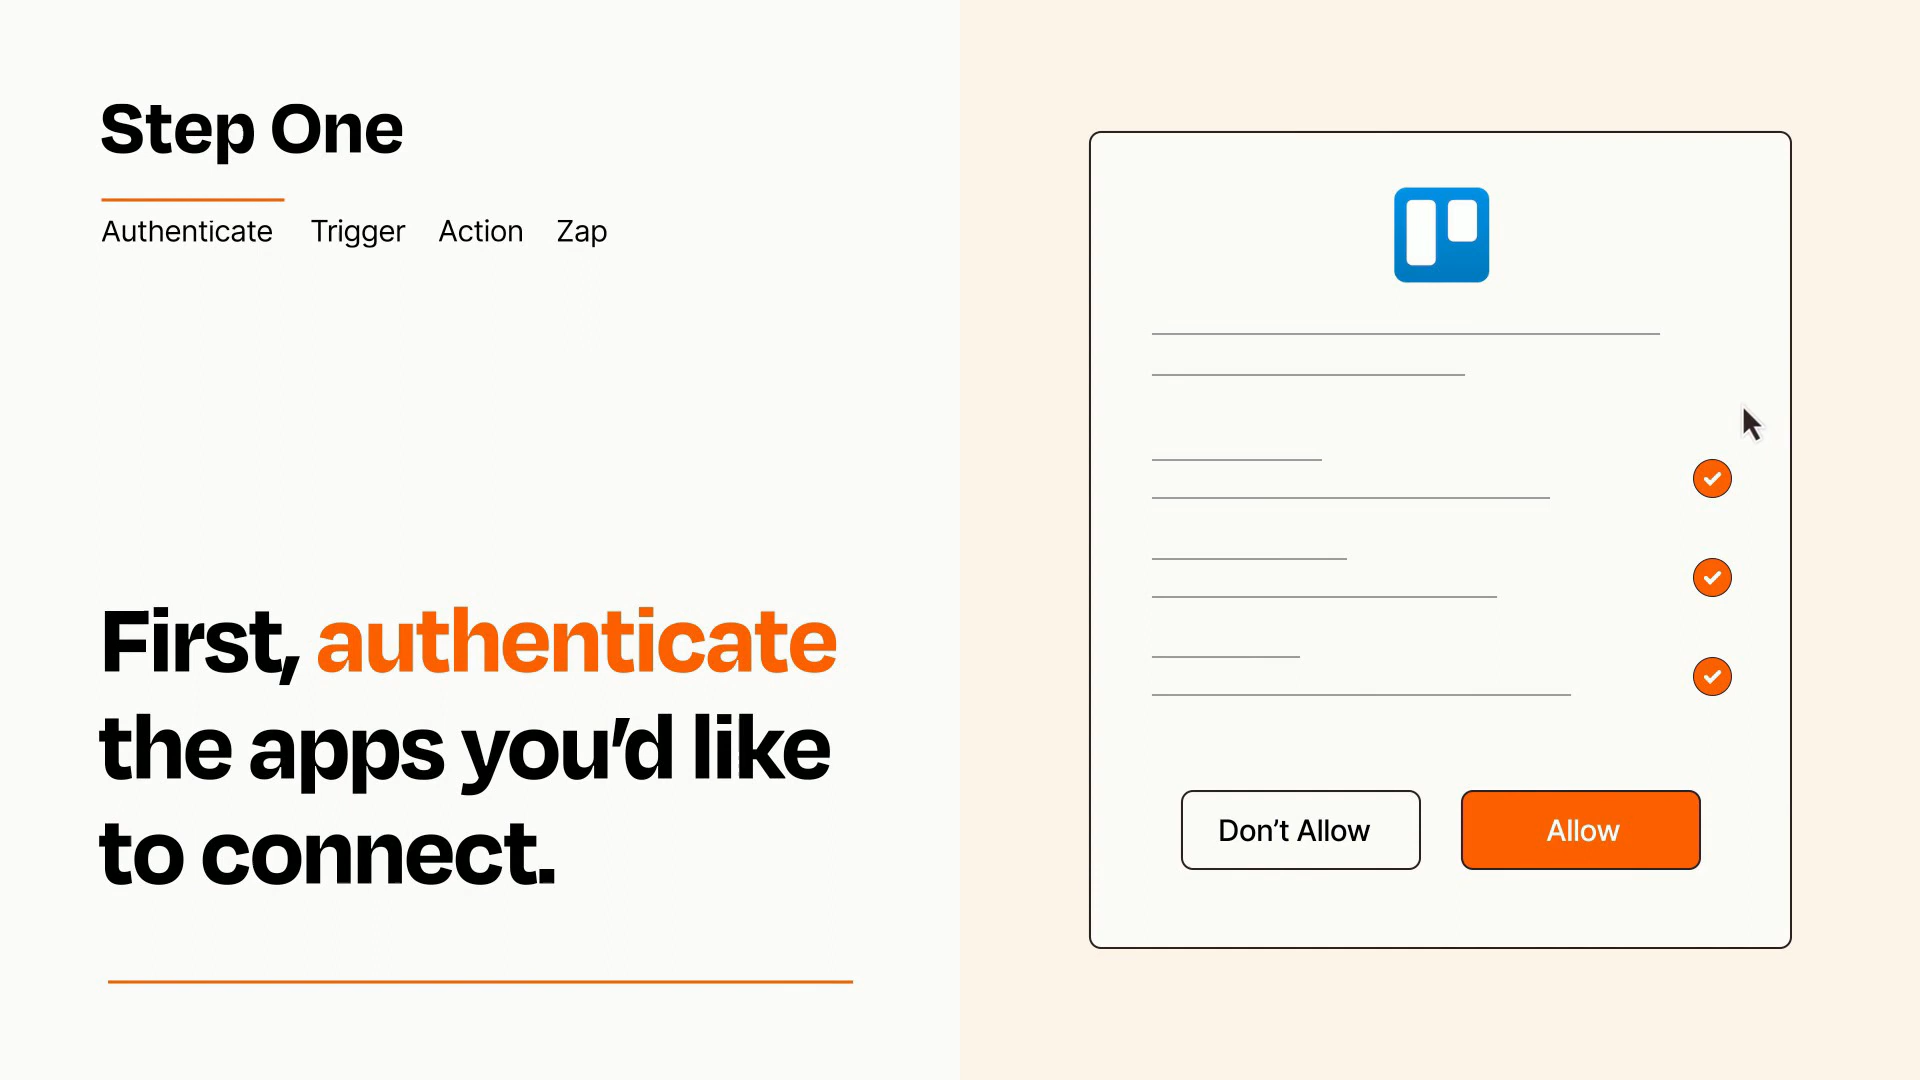 Step One
Authenticate Trigger Action Zap
First, authenticate
the apps you’d like
to connect.
Don’t Allow
Allow